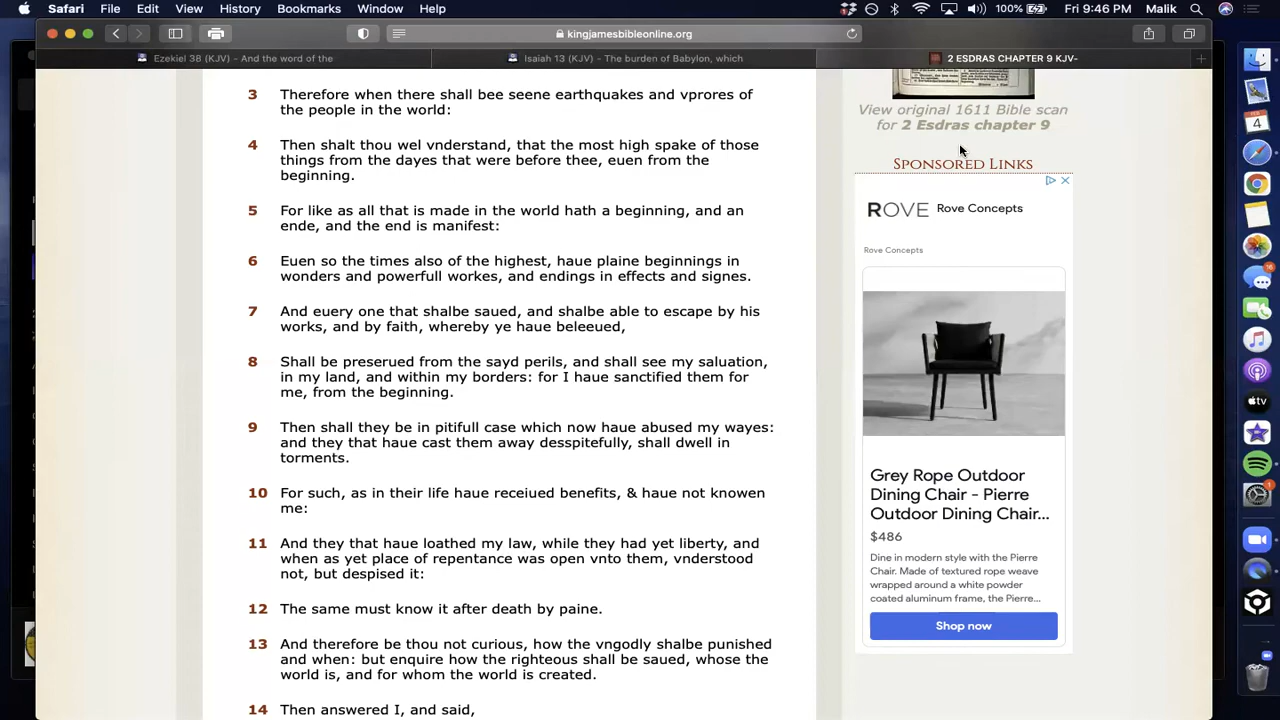 Safari File Edit View History Bookmarks Window Help 100% Fri 9:46 PM Malik
kingjamesbibleonline.org
Ezekiel 38 (KJV) - And the word of the
Isaiah 13 (KJV) - The burden of Babylon, which
2 ESDRAS CHAPTER 9 KJV-
3 Therefore when there shall bee seene earthquakes and vprores of
the people in the world:
4 Then shalt thou wel vnderstand, that the most high spake of those
things from the dayes that were before thee, euen from the
beginning.
5 For like as all that is made in the world hath a beginning, and an
ende, and the end is manifest:
6 Euen so the times also of the highest, haue plaine beginnings in
wonders and powerfull workes, and endings in effects and signes.
7 And euery one that shalbe saued, and shalbe able to escape by his
works, and by faith, whereby ye haue beleeued,
8 Shall be preserued from the sayd perils, and shall see my saluation,
in my land, and within my borders: for I haue sanctified them for
me, from the beginning.
9 Then shall they be in pitifull case which now haue abused my wayes:
and they that haue cast them away desspitefully, shall dwell in
torments.
10 For such, as in their life haue receiued benefits, & haue not knowen
me:
11 And they that haue loathed my law, while they had yet liberty, and
when as yet place of repentance was open vnto them, vnderstood
not, but despised it:
12 The same must know it after death by paine.
13 And therefore be thou not curious, how the vngodly shalbe punished
and when: but enquire how the righteous shall be saued, whose the
world is, and for whom the world is created.
14 Then answered I, and said,
View original 1611 Bible scan
for 2 Esdras chapter 9
SPONSORED LINKS
ROVE Rove Concepts
Rove Concepts
Grey Rope Outdoor
Dining Chair - Pierre
Outdoor Dining Chair...
$486
Dine in modern style with the Pierre
Chair. Made of textured rope weave
wrapped around a white powder
coated aluminum frame, the Pierre...
Shop now
4
tv
1